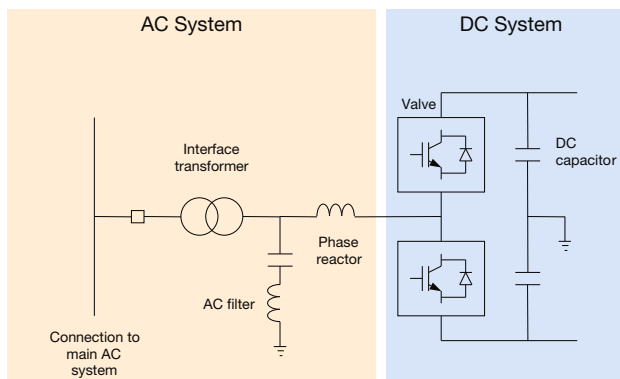 AC System
DC System
Valve
Interface
transformer
DC
capacitor
Phase
reactor
AC filter
Connection to
main AC
system